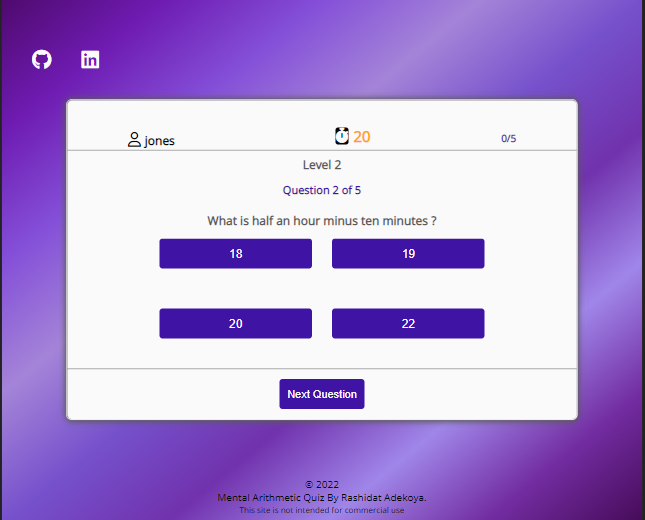 in
jones
20
0/5
Level 2
Question 2 of 5
What is half an hour minus ten minutes ?
18
19
20
22
Next Question
© 2022
Mental Arithmetic Quiz By Rashidat Adekoya.
This site is not intended for commercial use